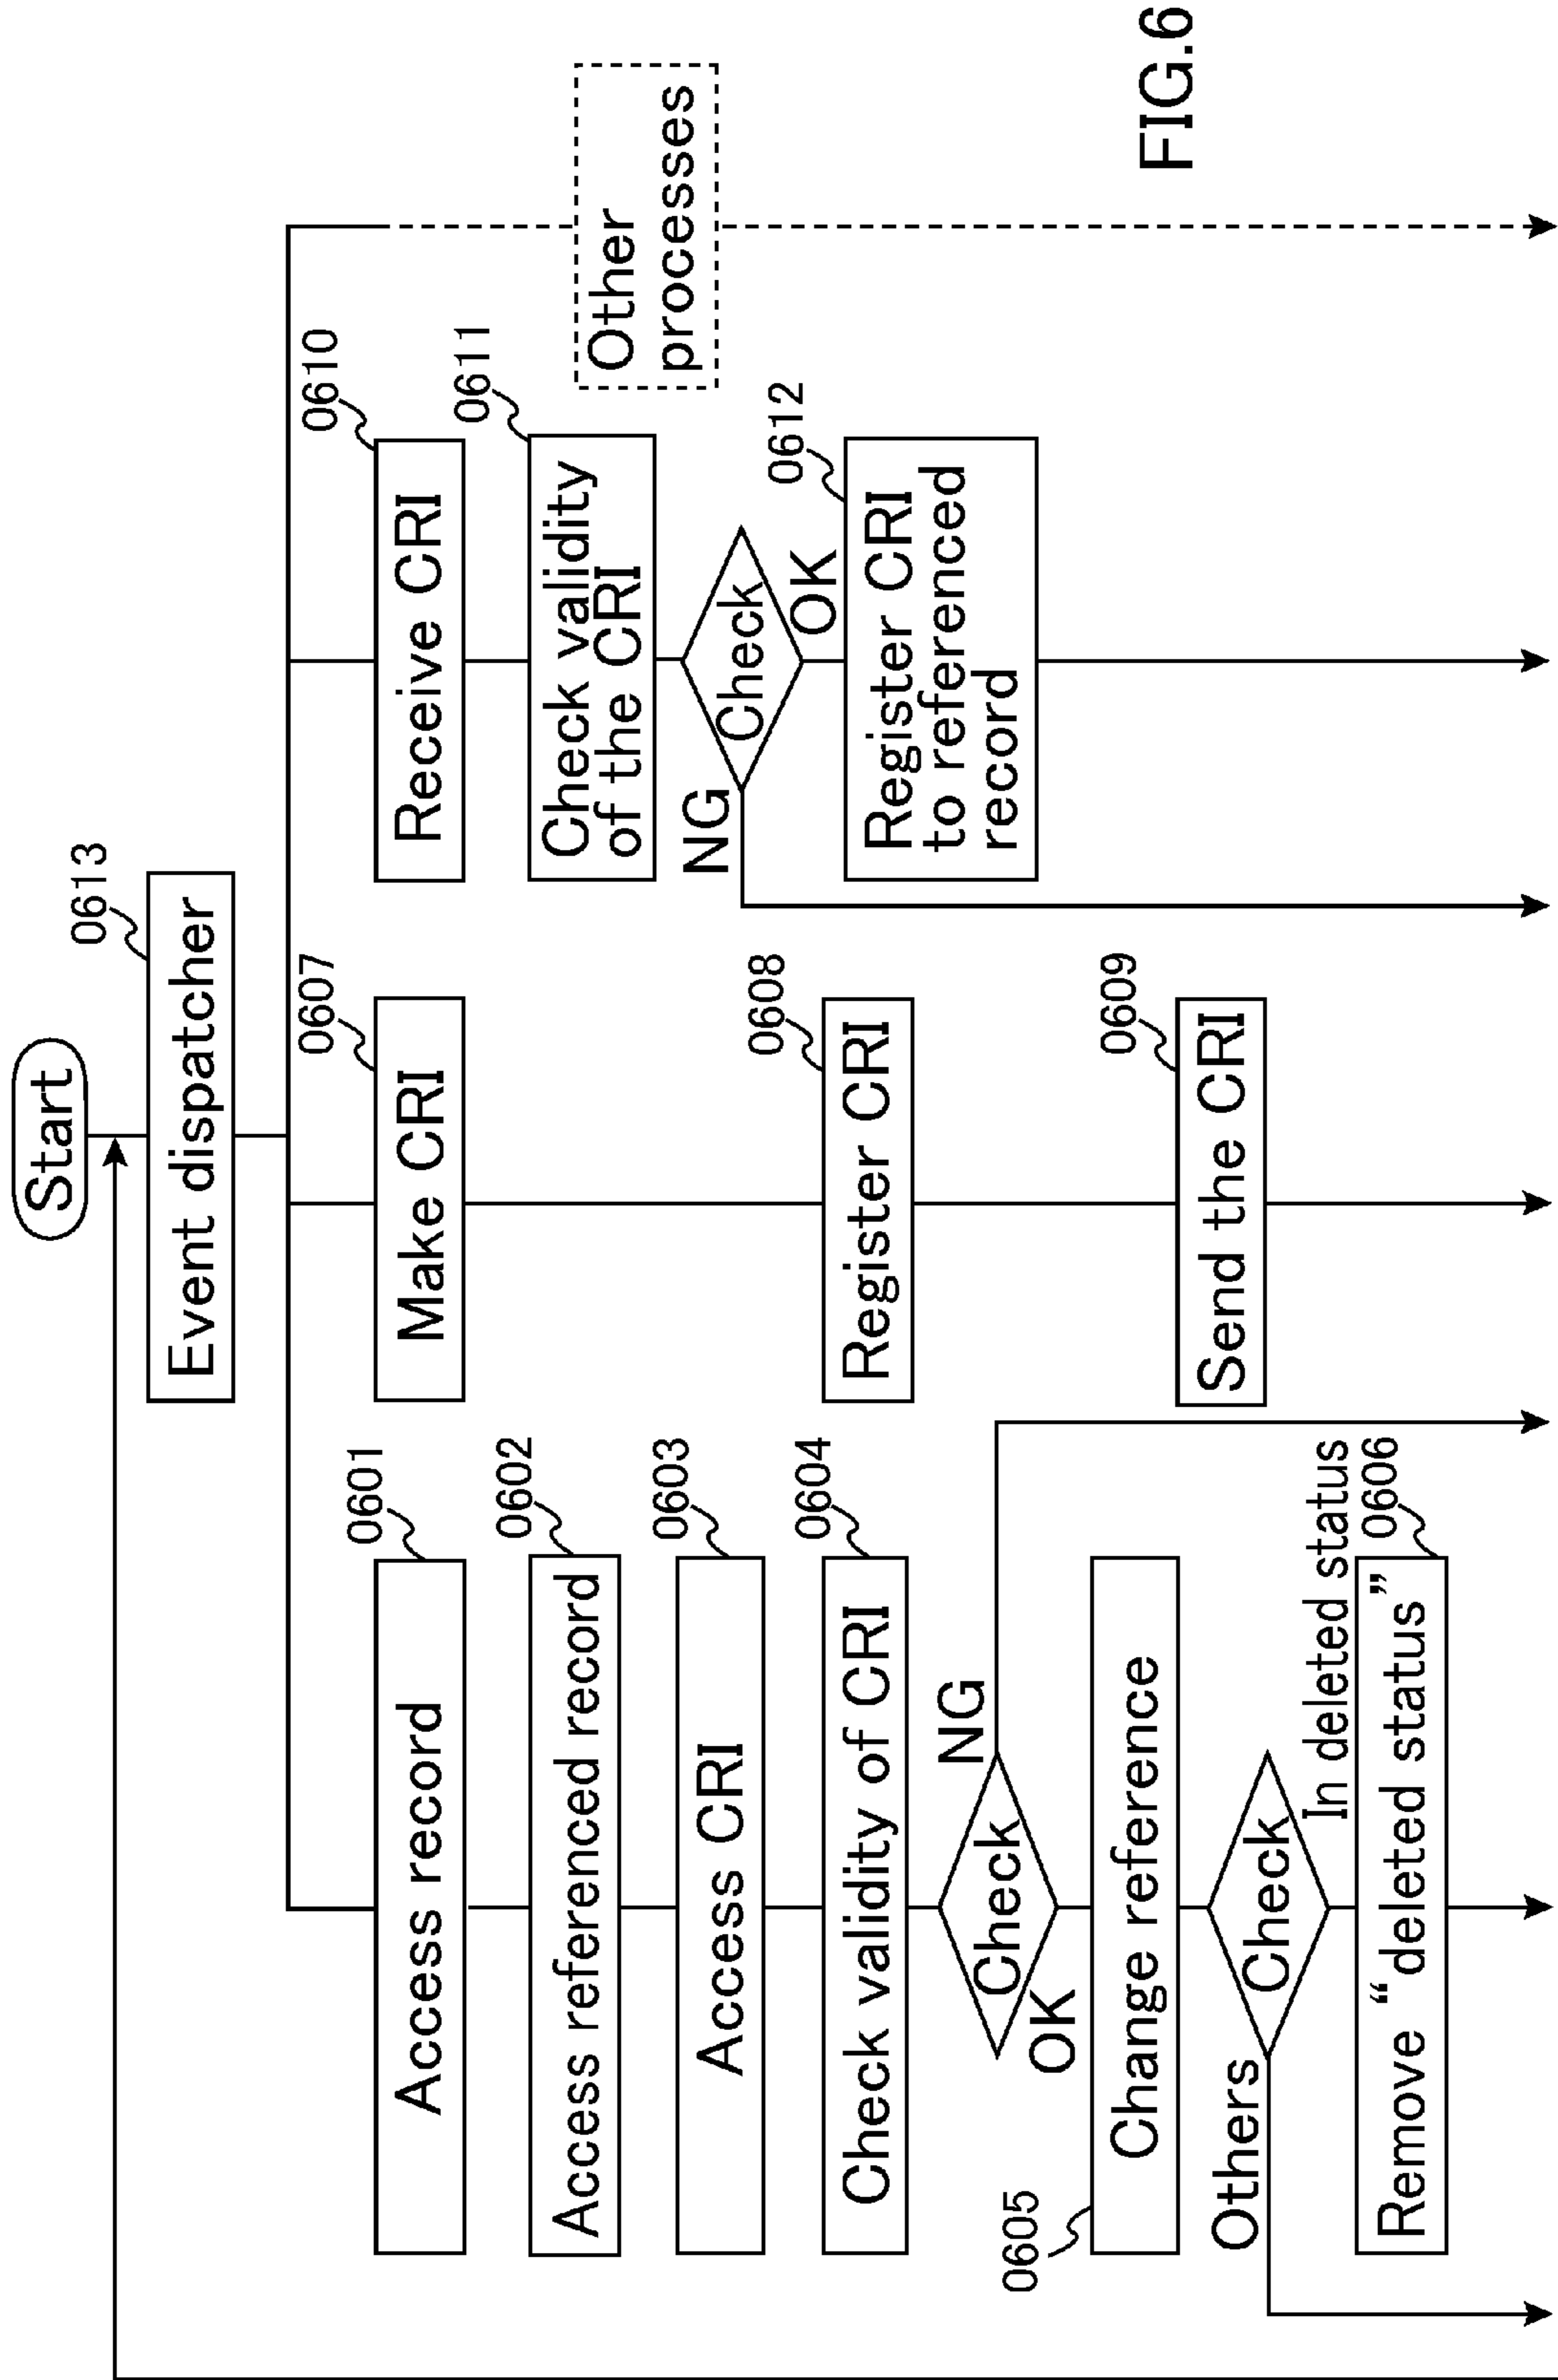 Start
0613
Event dispatcher
0601
Access record
0602
Access referenced record
0603
Access CRI
0604
Check validity of CRI
Check
NG
OK
0605
Change reference
Check
Others
In deleted status
0606
Remove “ deleted status”
0607
Make CRI
0608
Register CRI
0609
Send the CRI
0610
Receive CRI
0611
Check validity
of the CRI
Check
NG
OK
0612
Register CRI
to referenced
record
Other
processes
FIG.6